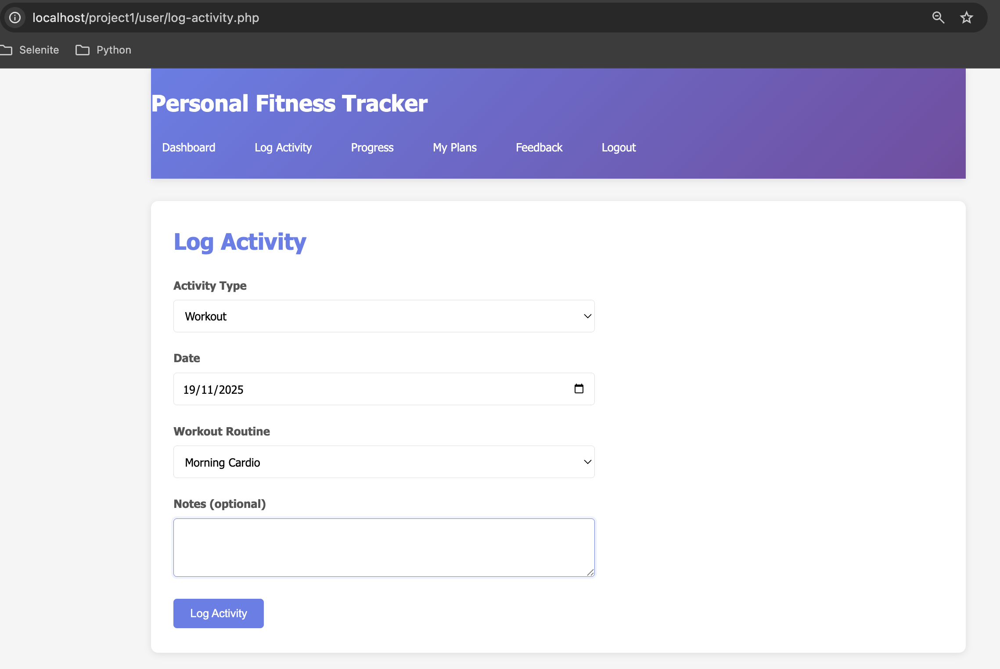 localhost/project1/user/log-activity.php
Selenite Python
Personal Fitness Tracker
Dashboard Log Activity Progress My Plans Feedback Logout
Log Activity
Activity Type
Workout
Date
19/11/2025
Workout Routine
Morning Cardio
Notes (optional)
Log Activity